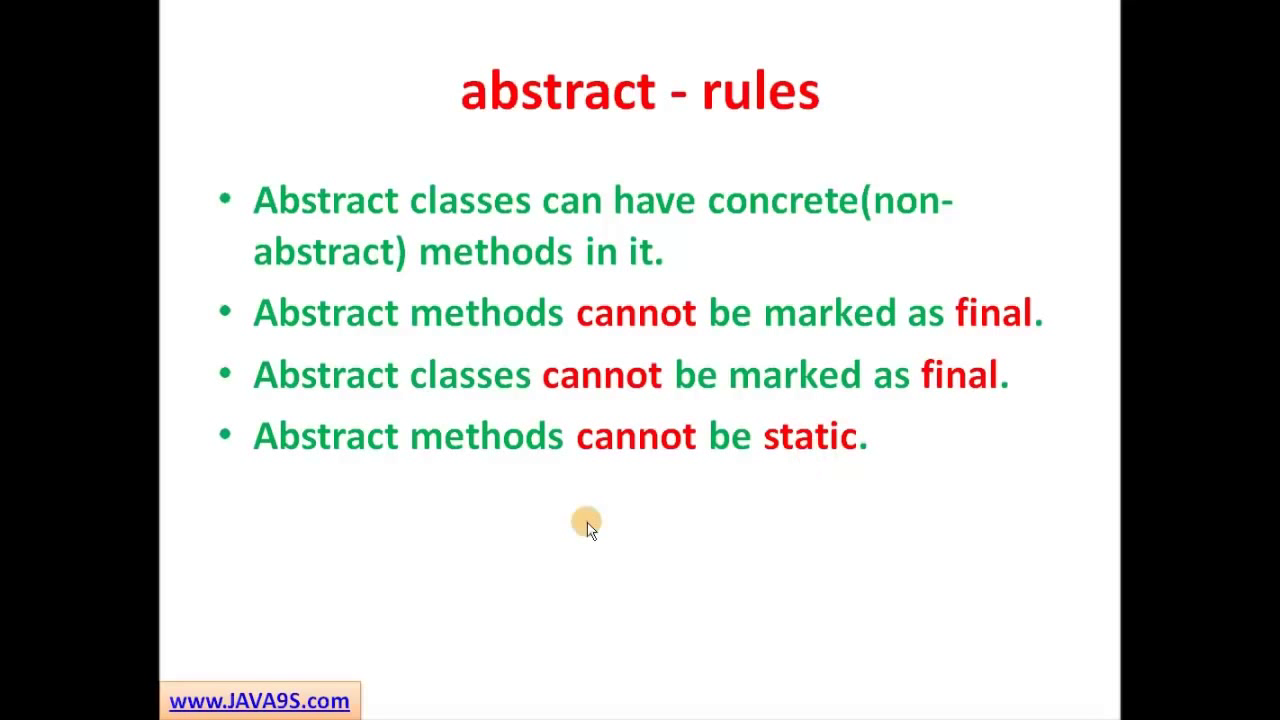 abstract - rules
• Abstract classes can have concrete(non-
abstract) methods in it.
• Abstract methods cannot be marked as final.
• Abstract classes cannot be marked as final.
• Abstract methods cannot be static.
www.JAVA9S.com